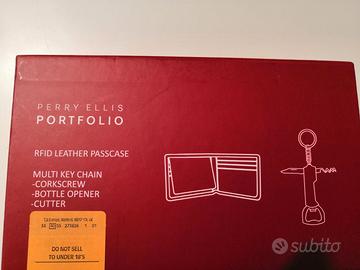 PERRY ELLIS
PORTFOLIO
RFID LEATHER PASSCASE
MULTI KEY CHAIN
-CORKSCREW
-BOTTLE OPENER
-CUTTER
DO NOT SELL
TO UNDER 18'S
subito